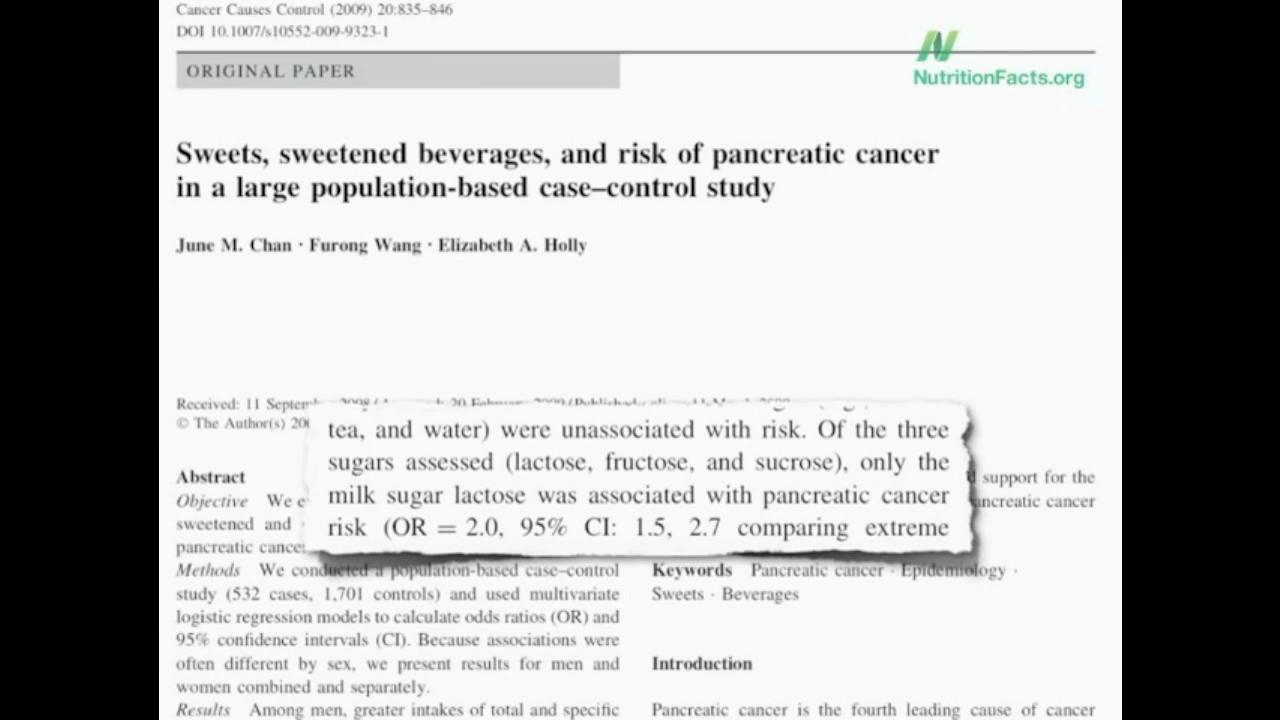 Cancer Causes Control (2009) 20:835–846
DOI 10.1007/s10552-009-9323-1
ORIGINAL PAPER
NutritionFacts.org
Sweets, sweetened beverages, and risk of pancreatic cancer
in a large population-based case–control study
June M. Chan · Furong Wang · Elizabeth A. Holly
Received: 11
© The Author(s)
tea, and water) were unassociated with risk. Of the three
sugars assessed (lactose, fructose, and sucrose), only the
milk sugar lactose was associated with pancreatic cancer
risk (OR = 2.0, 95% CI: 1.5, 2.7 comparing extreme
Abstract
Objective We
sweetened and
pancreatic
Methods We conducted a population-based case–control
study (532 cases, 1,701 controls) and used multivariate
logistic regression models to calculate odds ratios (OR) and
95% confidence intervals (CI). Because associations were
often different by sex, we present results for men and
women combined and separately.
Results Among men, greater intakes of total and specific
support for the
cancer
Keywords Pancreatic cancer · Epidemiology ·
Sweets · Beverages
Introduction
Pancreatic cancer is the fourth leading cause of cancer